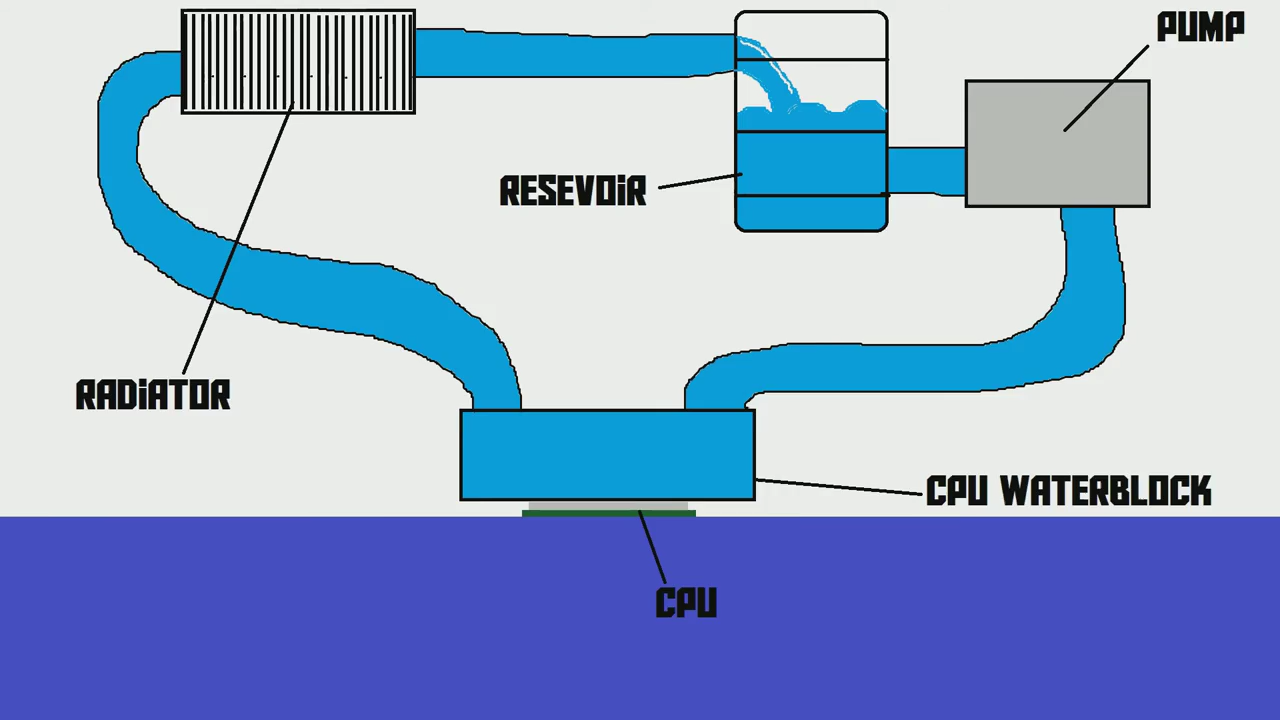 PUMP
RESEVOiR
RADiATOR
CPU WATERBLOCK
CPU